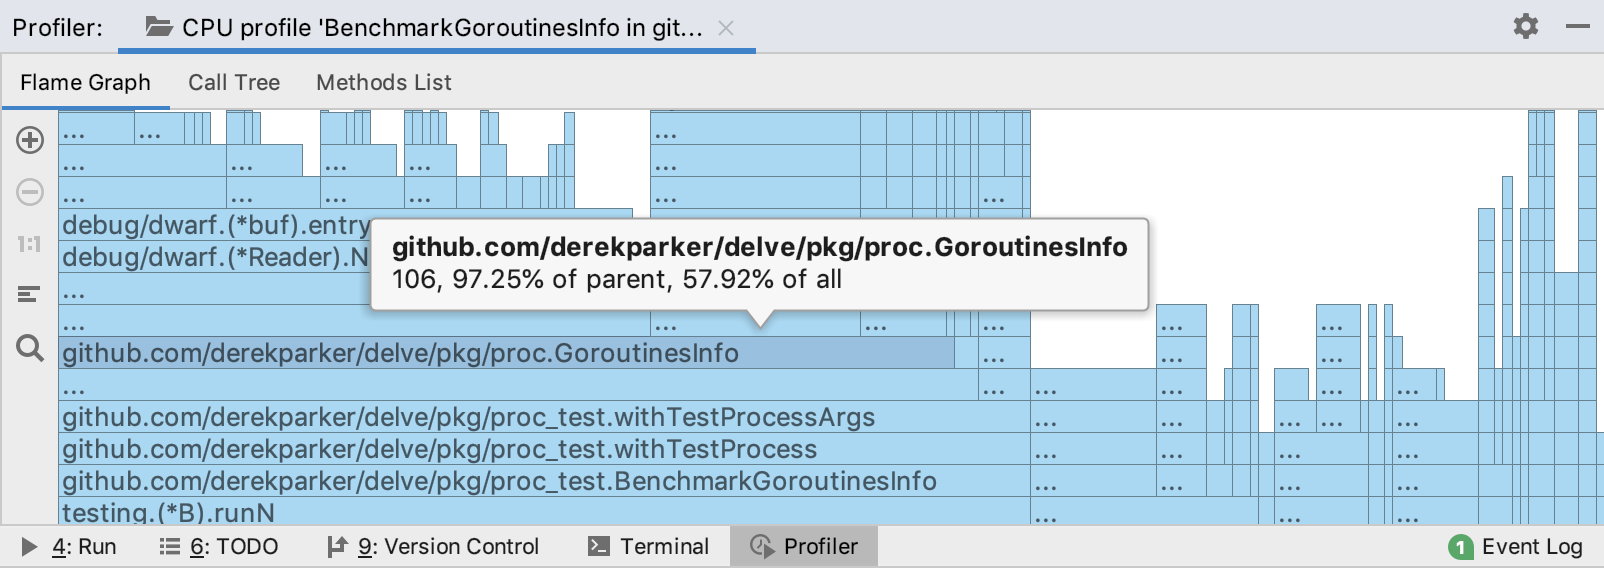 Profiler: CPU profile 'BenchmarkGoroutinesInfo in git...
Flame Graph Call Tree Methods List
... ... ...
... ... ... ... ...
1:1 ... ... ... ... ... ...
debug/dwarf.(*buf).entry
debug/dwarf.(*Reader).N
github.com/derekparker/delve/pkg/proc.GoroutinesInfo
106, 97.25% of parent, 57.92% of all
...
... ... ... ... ... ...
github.com/derekparker/delve/pkg/proc.GoroutinesInfo ... ... ...
... ... ... ...
github.com/derekparker/delve/pkg/proc_test.withTestProcessArgs ... ... ... ... ...
github.com/derekparker/delve/pkg/proc_test.withTestProcess ... ... ... ...
github.com/derekparker/delve/pkg/proc_test.BenchmarkGoroutinesInfo ... ... ... ...
testing.(*B).runN ... ... ...
4: Run 6: TODO 9: Version Control Terminal Profiler 1 Event Log